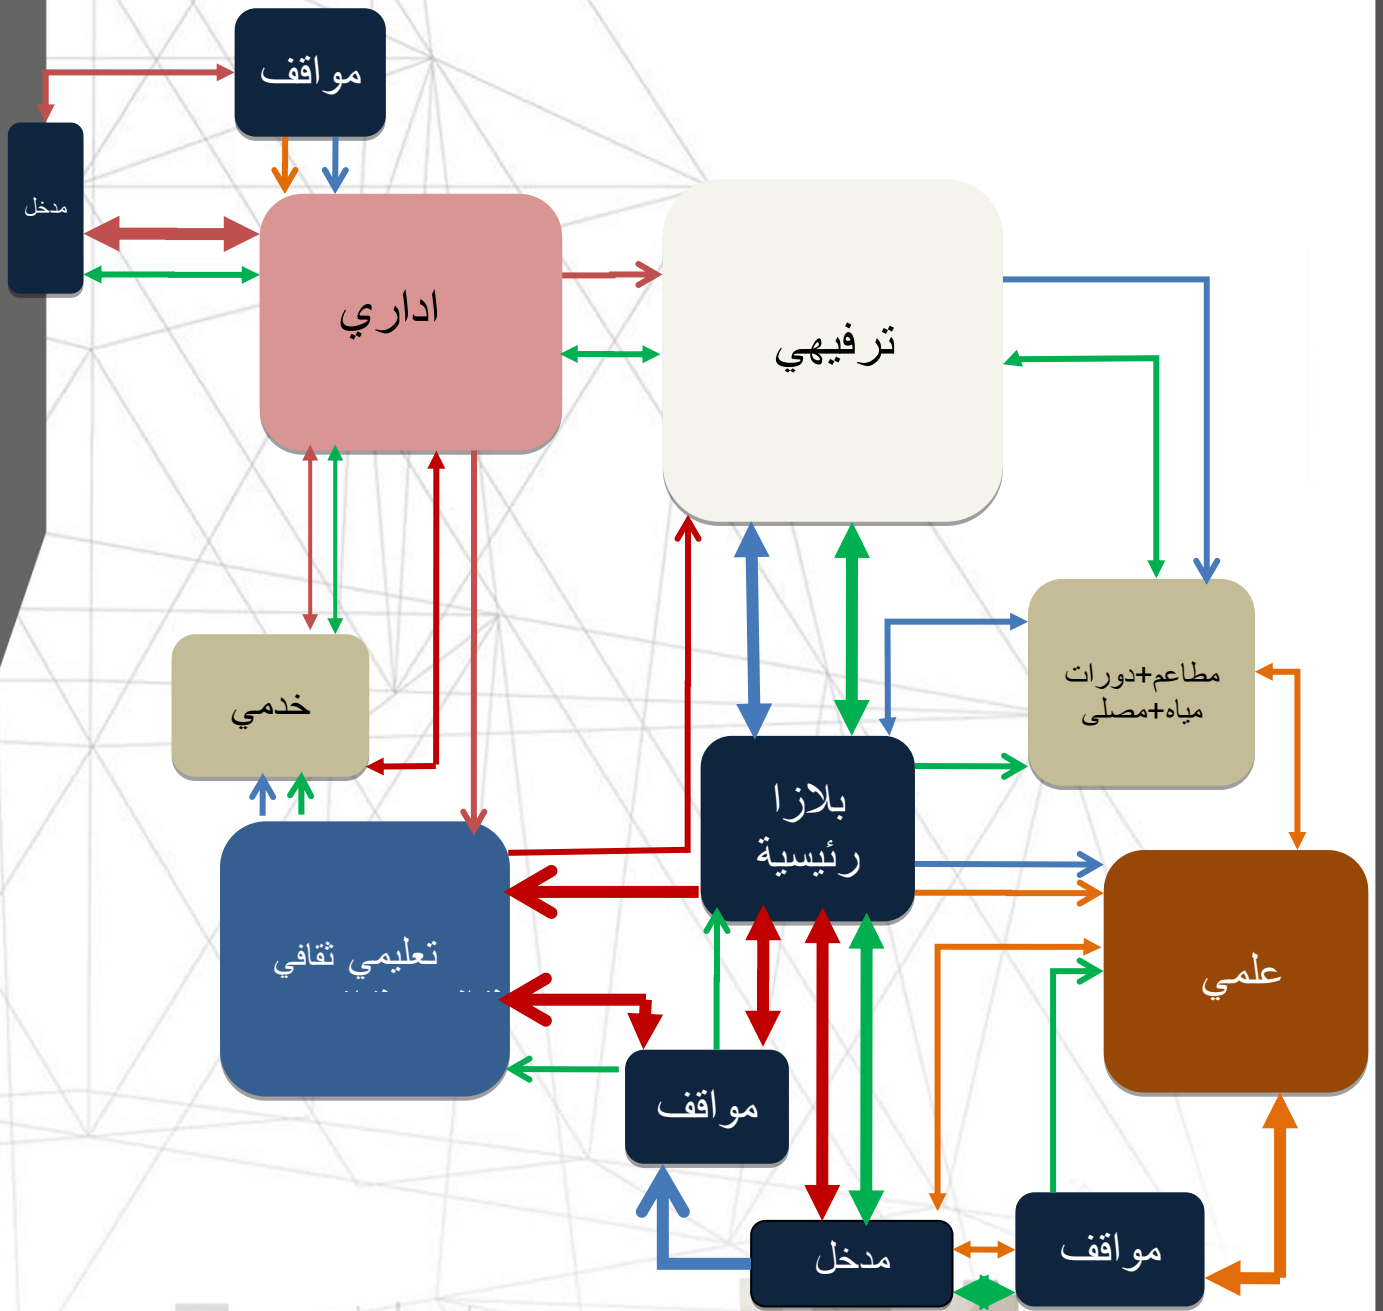 مواقف
مدخل
اداري
ترفيهي
مطاعم+دورات
مياه+مصلى
خدمي
بلازا
رئيسية
تعليمي ثقافي
علمي
مواقف
مواقف
مدخل